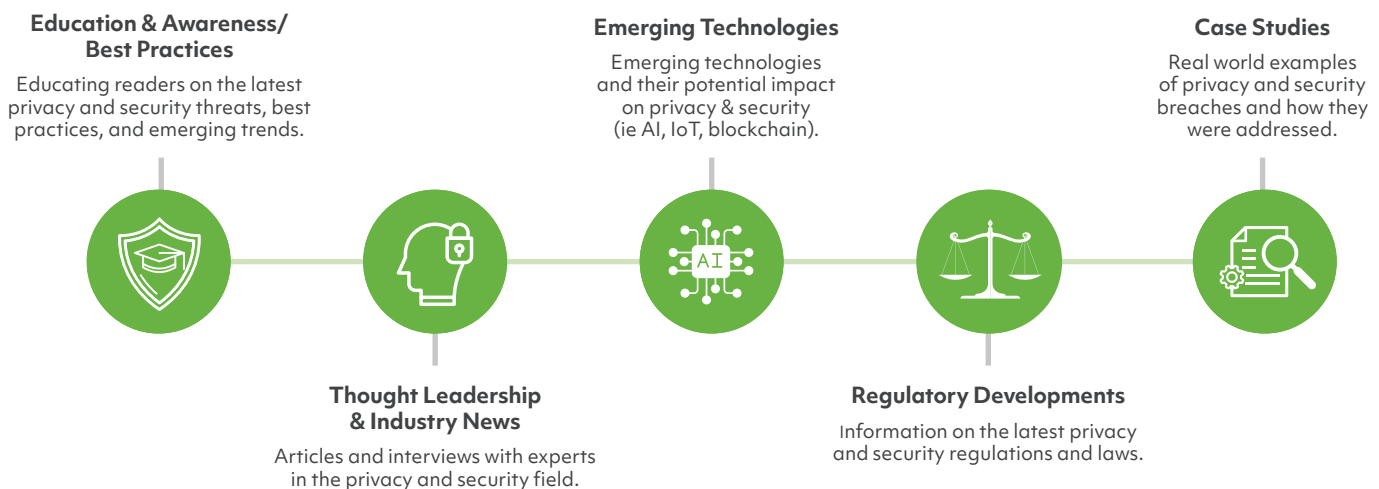 Education & Awareness/
Best Practices
Educating readers on the latest
privacy and security threats, best
practices, and emerging trends.
Thought Leadership
& Industry News
Articles and interviews with experts
in the privacy and security field.
Emerging Technologies
Emerging technologies
and their potential impact
on privacy & security
(ie AI, IoT, blockchain).
AI
Regulatory Developments
Information on the latest privacy
and security regulations and laws.
Case Studies
Real world examples
of privacy and security
breaches and how they
were addressed.